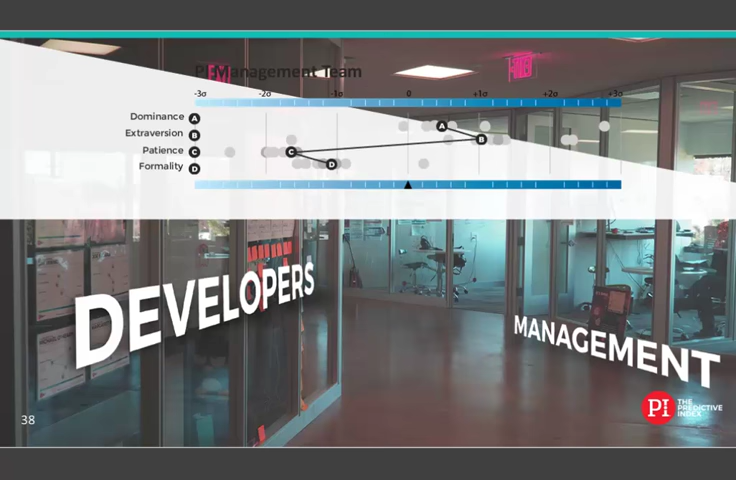 PI Management Team
-3σ -2σ -1σ 0 +1σ +2σ +3σ
Dominance A
Extraversion B
Patience C
Formality D
A
B
C
D
DEVELOPERS
MANAGEMENT
38
PI THE
PREDICTIVE
INDEX